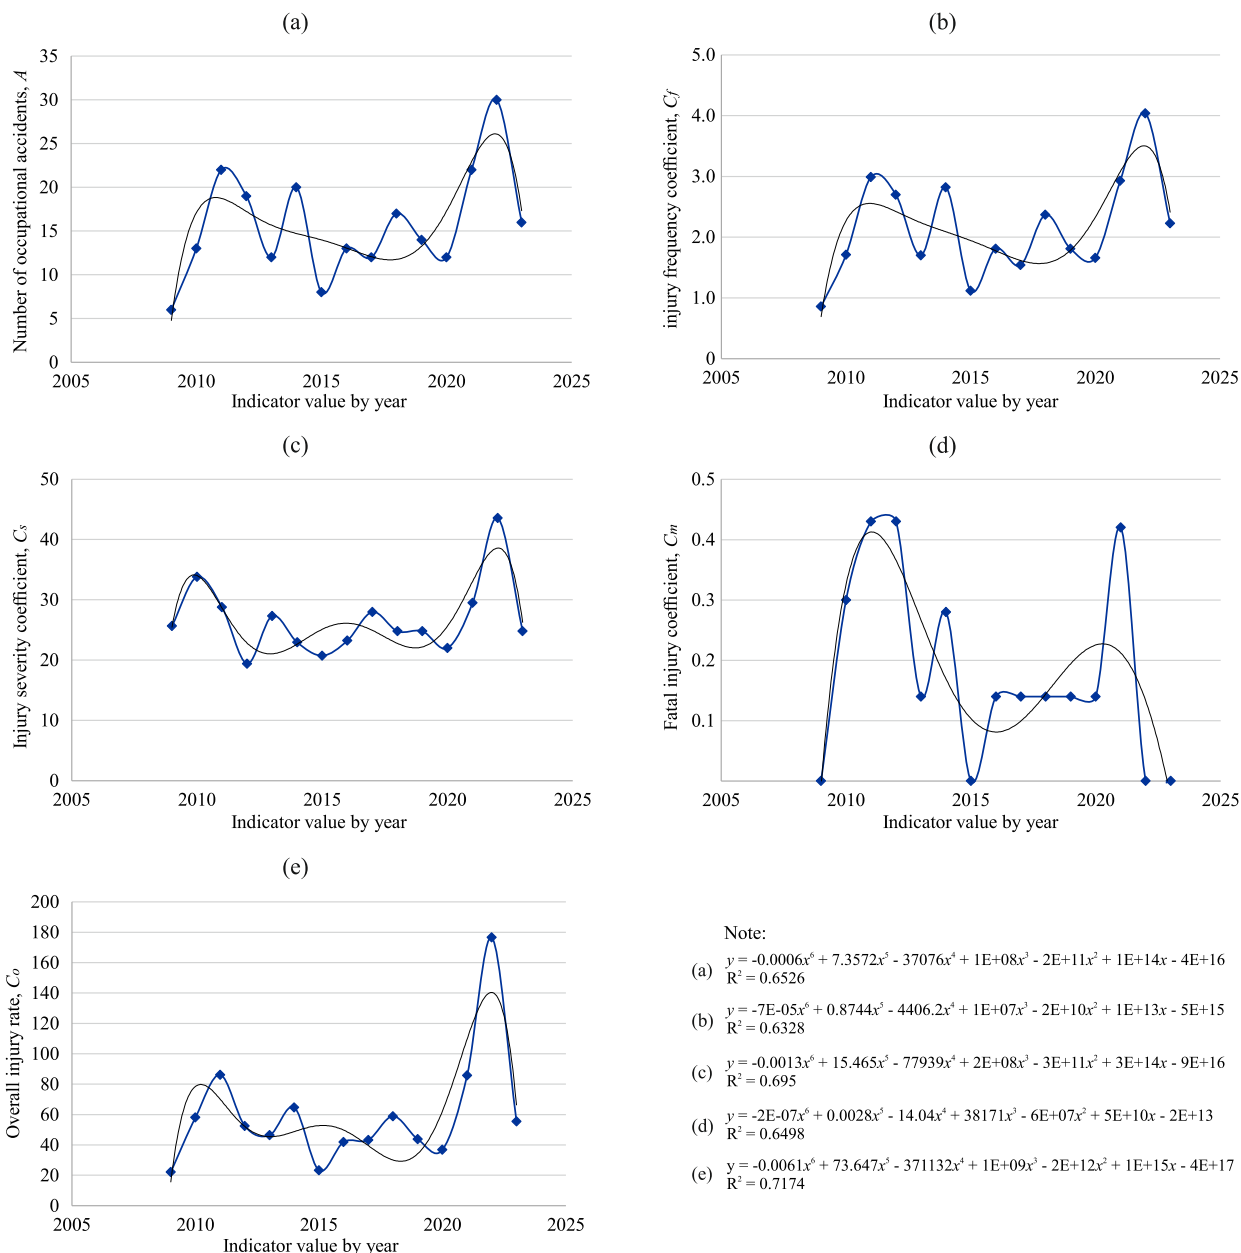 (a)
Number of occupational accidents, A
35
30
25
20
15
10
5
0
2005 2010 2015 2020 2025
Indicator value by year
(b)
injury frequency coefficient, Cf
5.0
4.0
3.0
2.0
1.0
0
2005 2010 2015 2020 2025
Indicator value by year
(c)
Injury severity coefficient, Cs
50
40
30
20
10
0
2005 2010 2015 2020 2025
Indicator value by year
(d)
Fatal injury coefficient, Cm
0.5
0.4
0.3
0.2
0.1
2005 2010 2015 2020 2025
Indicator value by year
(e)
Overall injury rate, Co
200
180
160
140
120
100
80
60
40
20
0
2005 2010 2015 2020 2025
Indicator value by year
Note:
(a) y = -0.0006x⁶ + 7.3572x⁵ - 37076x⁴ + 1E+08x³ - 2E+11x² + 1E+14x - 4E+16
R² = 0.6526
(b) y = -7E-05x⁶ + 0.8744x⁵ - 4406.2x⁴ + 1E+07x³ - 2E+10x² + 1E+13x - 5E+15
R² = 0.6328
(c) y = -0.0013x⁶ + 15.465x⁵ - 77939x⁴ + 2E+08x³ - 3E+11x² + 3E+14x - 9E+16
R² = 0.695
(d) y = -2E-07x⁶ + 0.0028x⁵ - 14.04x⁴ + 38171x³ - 6E+07x² + 5E+10x - 2E+13
R² = 0.6498
(e) y = -0.0061x⁶ + 73.647x⁵ - 371132x⁴ + 1E+09x³ - 2E+12x² + 1E+15x - 4E+17
R² = 0.7174